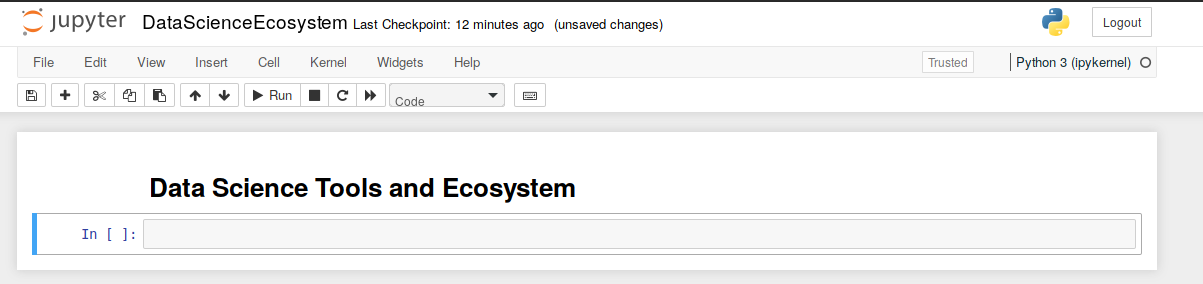 jupyter DataScienceEcosystem Last Checkpoint: 12 minutes ago (unsaved changes) Logout
File Edit View Insert Cell Kernel Widgets Help Trusted Python 3 (ipykernel)
Run Code
Data Science Tools and Ecosystem
In [ ]: